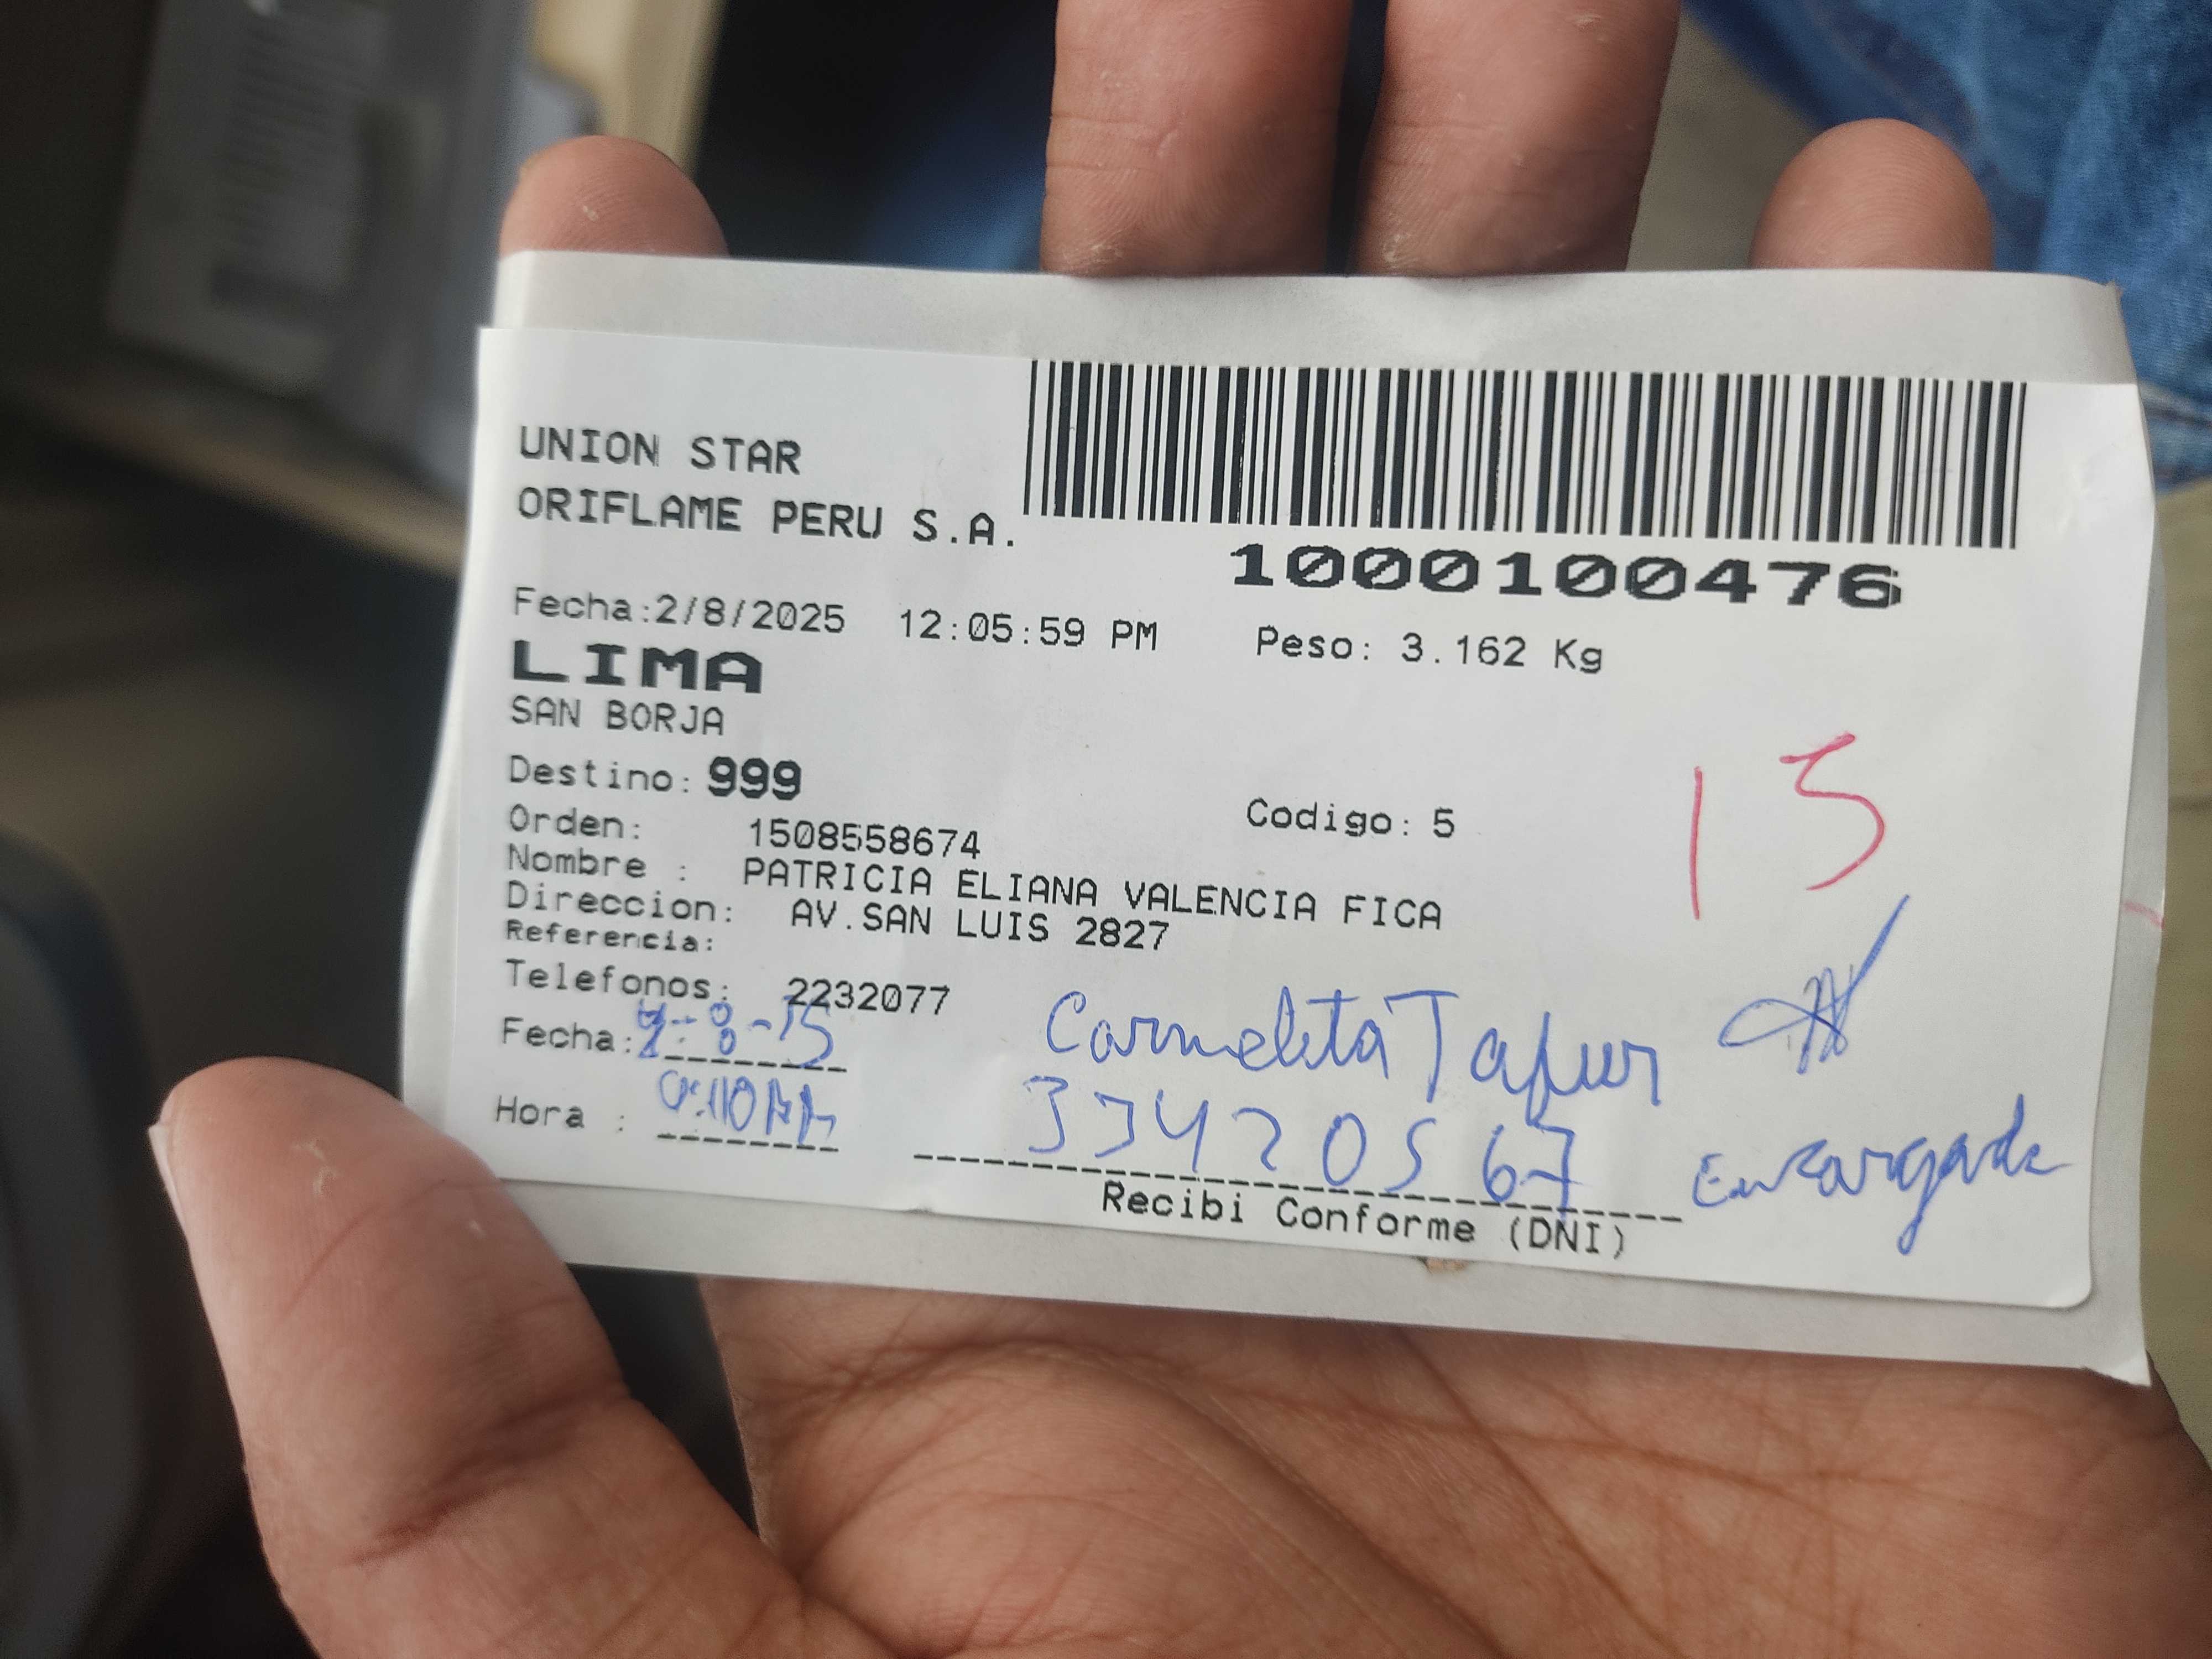 UNION STAR
ORIFLAME PERU S.A.
1000100476
Fecha:2/8/2025 12:05:59 PM Peso: 3.162 Kg
LIMA
SAN BORJA
Destino: 999
15
Orden: 1508558674 Codigo: 5
Nombre : PATRICIA ELIANA VALENCIA FICA
Direccion: AV.SAN LUIS 2827
Referencia:
Telefonos: 2232077
Carmelita Tafur
Fecha:
Hora :
33420567 Encargada
Recibi Conforme (DNI)